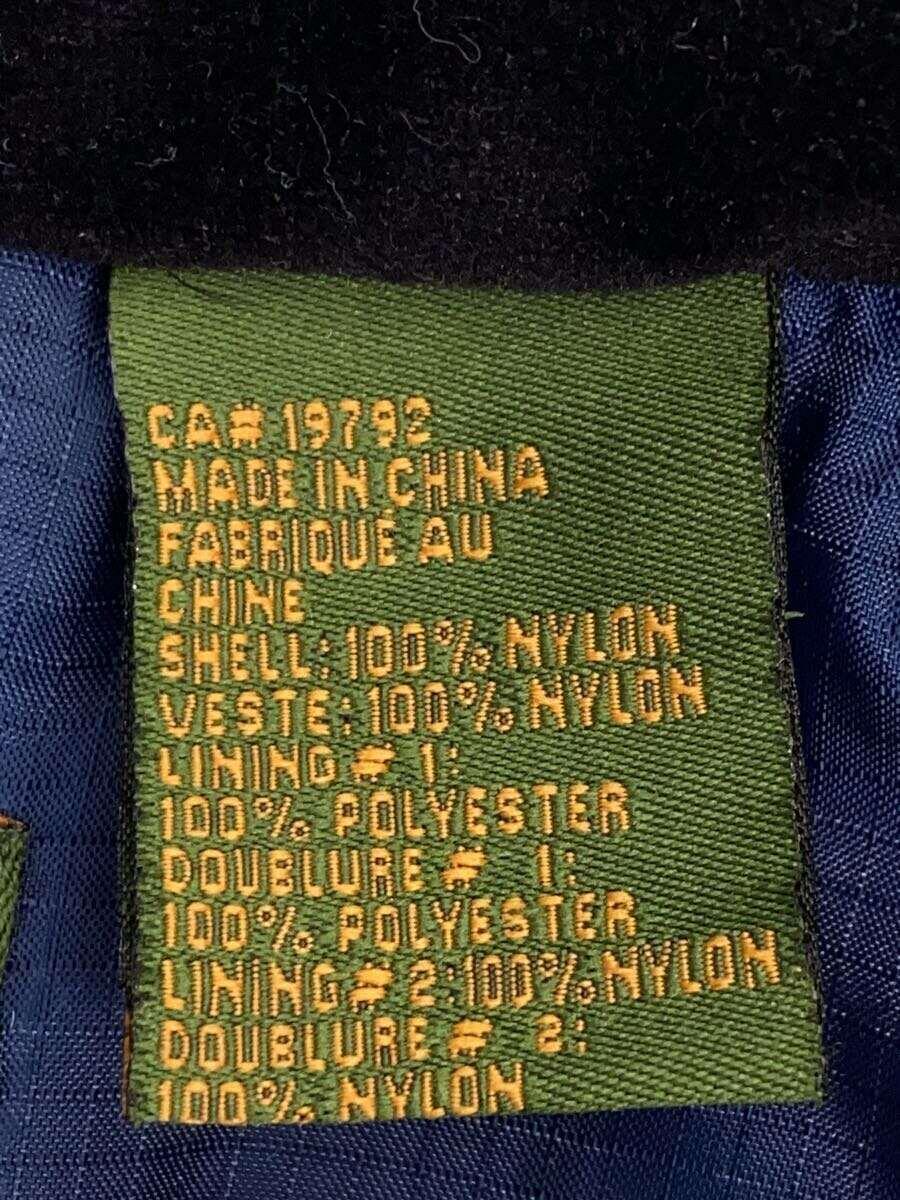 CA# 19792
MADE IN CHINA
FABRIQUE AU
CHINE
SHELL: 100% NYLON
VESTE: 100% NYLON
LINING # 1:
100% POLYESTER
DOUBLURE # 1:
100% POLYESTER
LINING # 2: 100% NYLON
DOUBLURE # 2:
100% NYLON